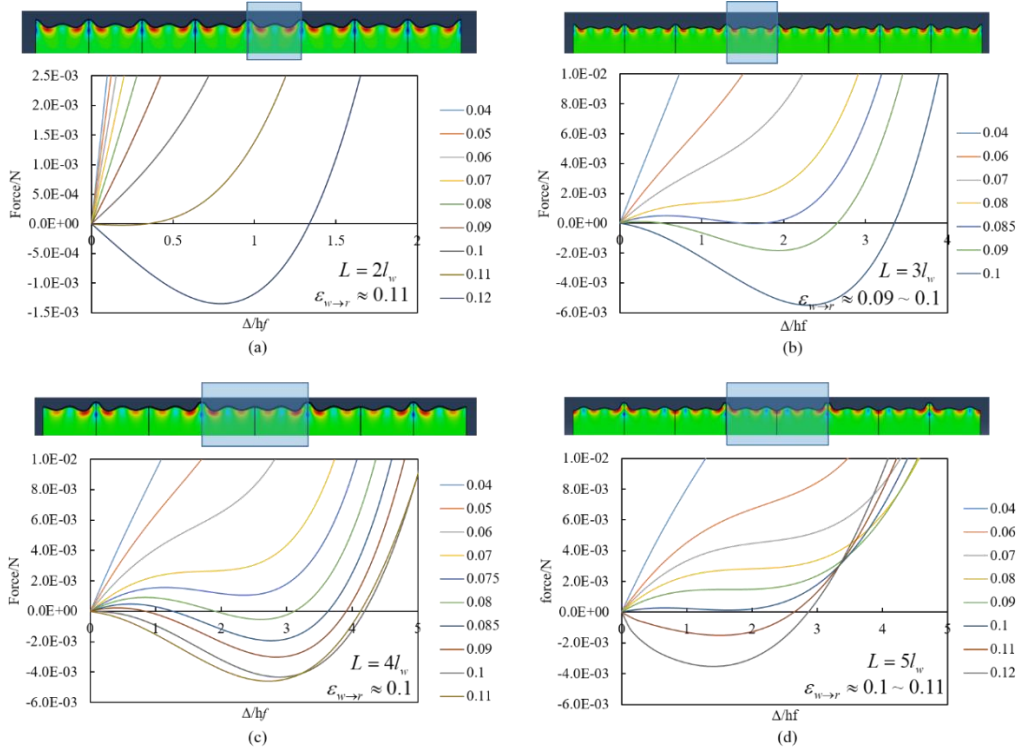 2.5E-03
2.0E-03
1.5E-03
1.0E-03
5.0E-04
0.0E+00
-5.0E-04
-1.0E-03
-1.5E-03
Force/N
0
0.5
1
1.5
2
Δ/hf
L = 2l_w
ε_{w→r} ≈ 0.11
0.04
0.05
0.06
0.07
0.08
0.09
0.1
0.11
0.12
(a)
1.0E-02
8.0E-03
6.0E-03
4.0E-03
2.0E-03
0.0E+00
-2.0E-03
-4.0E-03
-6.0E-03
Force/N
0
1
2
3
4
Δ/hf
L = 3l_w
ε_{w→r} ≈ 0.09 ~ 0.1
0.04
0.06
0.07
0.08
0.085
0.09
0.1
(b)
1.0E-02
8.0E-03
6.0E-03
4.0E-03
2.0E-03
0.0E+00
-2.0E-03
-4.0E-03
-6.0E-03
Force/N
0
1
2
3
4
5
Δ/hf
L = 4l_w
ε_{w→r} ≈ 0.1
0.04
0.05
0.06
0.07
0.075
0.08
0.085
0.09
0.1
0.11
(c)
1.0E-02
8.0E-03
6.0E-03
4.0E-03
2.0E-03
0.0E+00
-2.0E-03
-4.0E-03
-6.0E-03
force/N
0
1
2
3
4
5
Δ/hf
L = 5l_w
ε_{w→r} ≈ 0.1 ~ 0.11
0.04
0.06
0.07
0.08
0.09
0.1
0.11
0.12
(d)